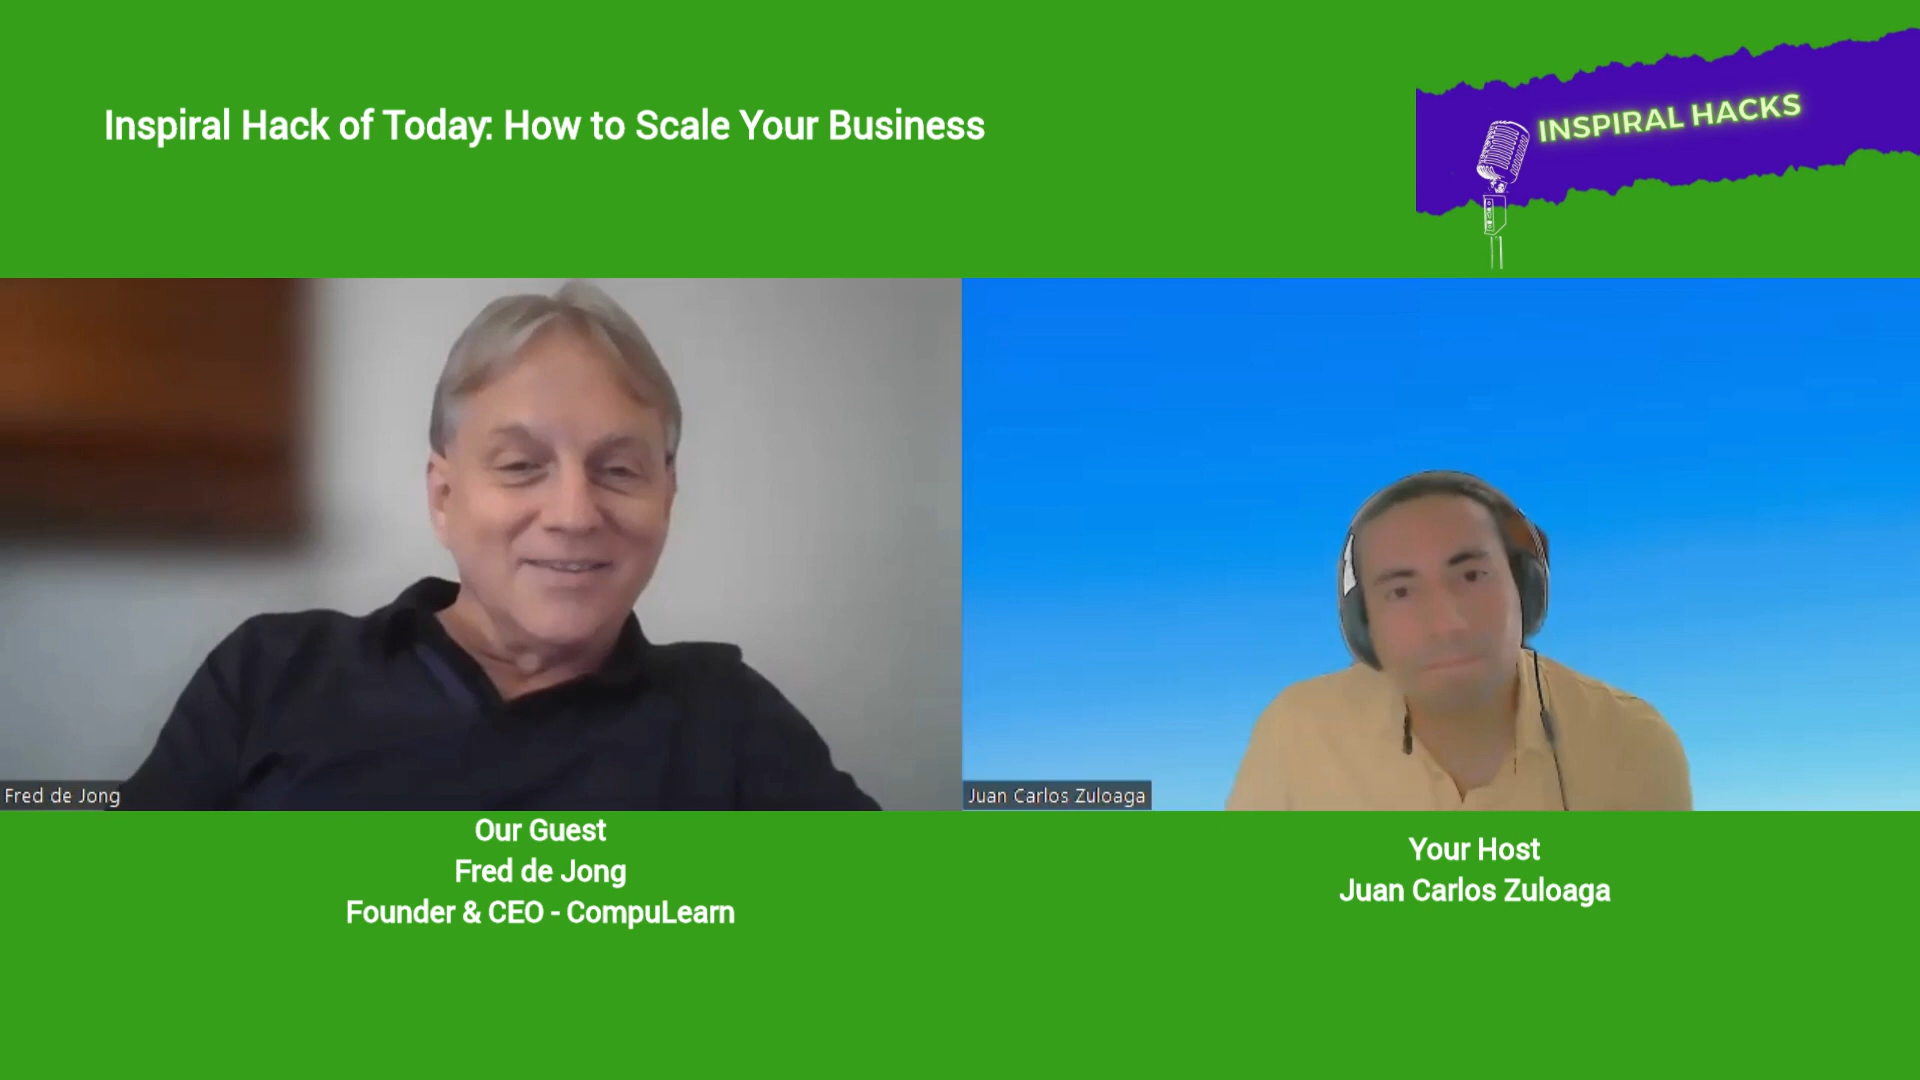 Inspiral Hack of Today: How to Scale Your Business
INSPIRAL HACKS
Fred de Jong
Juan Carlos Zuloaga
Our Guest
Fred de Jong
Founder & CEO - CompuLearn
Your Host
Juan Carlos Zuloaga